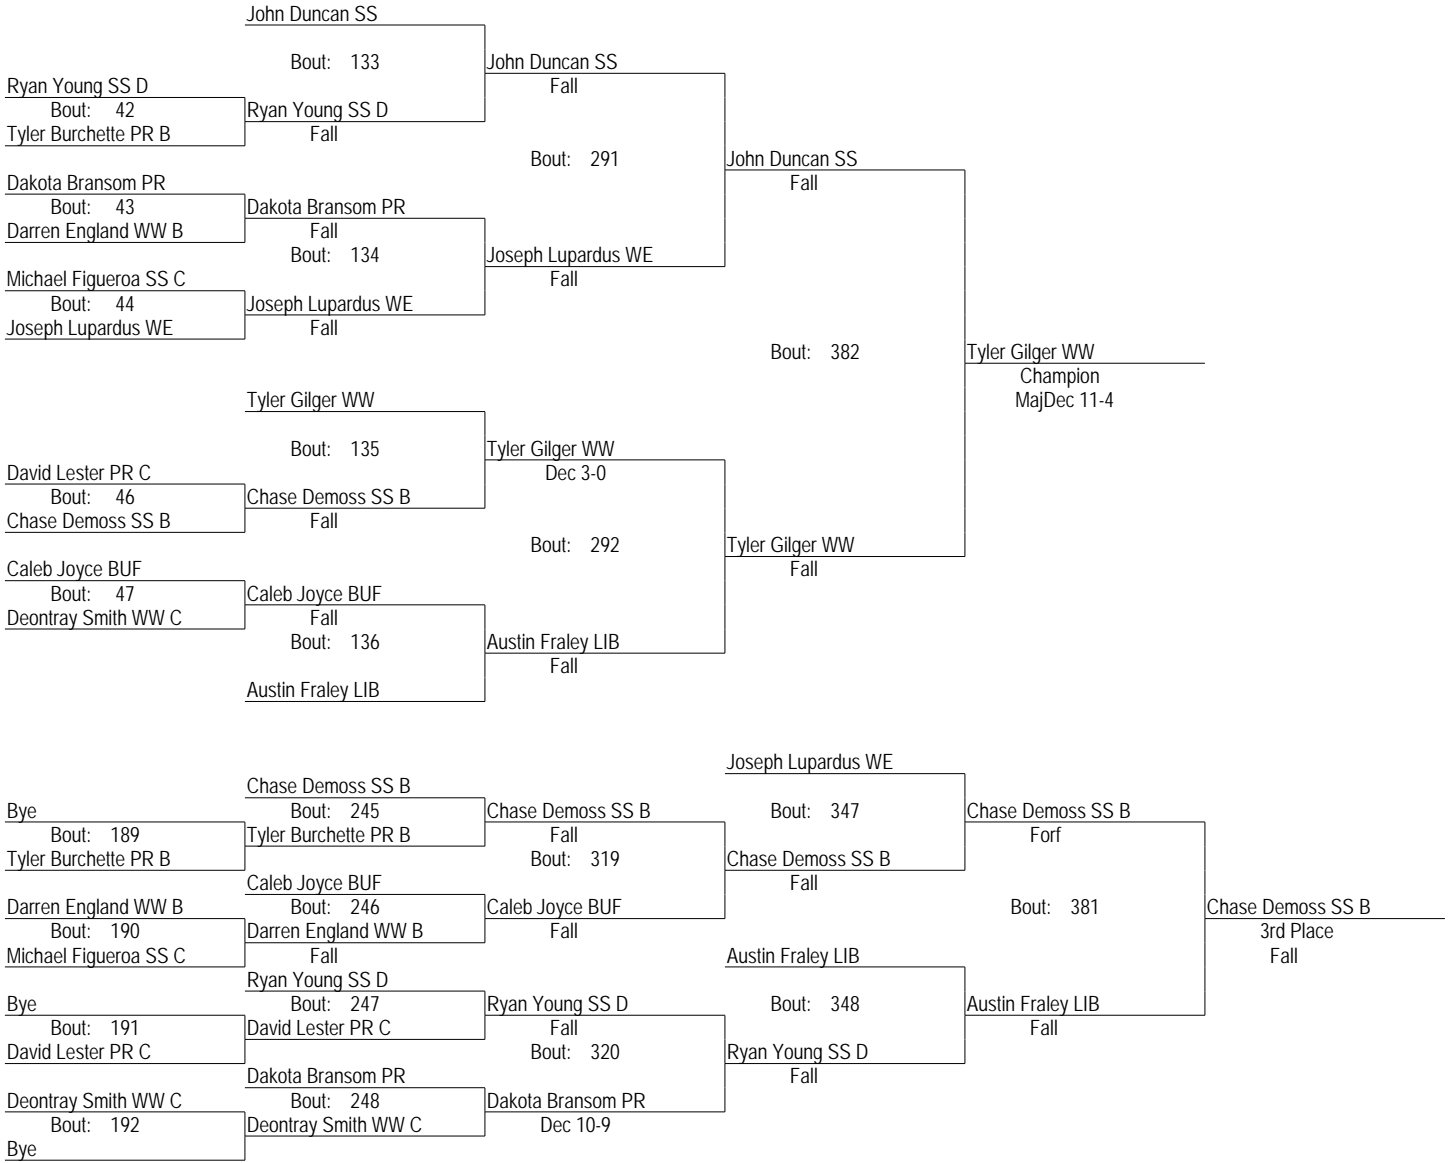 John Duncan SS
Bout: 133
John Duncan SS
Fall
Ryan Young SS D
Bout: 42
Ryan Young SS D
Tyler Burchette PR B
Fall
Bout: 291
John Duncan SS
Fall
Dakota Bransom PR
Bout: 43
Dakota Bransom PR
Darren England WW B
Fall
Bout: 134
Joseph Lupardus WE
Fall
Michael Figueroa SS C
Bout: 44
Joseph Lupardus WE
Joseph Lupardus WE
Fall
Bout: 382
Tyler Gilger WW
Champion
MajDec 11-4
Tyler Gilger WW
Bout: 135
Tyler Gilger WW
Dec 3-0
David Lester PR C
Bout: 46
Chase Demoss SS B
Chase Demoss SS B
Fall
Bout: 292
Tyler Gilger WW
Fall
Caleb Joyce BUF
Bout: 47
Caleb Joyce BUF
Deontray Smith WW C
Fall
Bout: 136
Austin Fraley LIB
Fall
Austin Fraley LIB
Joseph Lupardus WE
Chase Demoss SS B
Bye
Bout: 245
Chase Demoss SS B
Bout: 347
Chase Demoss SS B
Bout: 189
Tyler Burchette PR B
Fall
Forf
Tyler Burchette PR B
Bout: 319
Chase Demoss SS B
Caleb Joyce BUF
Fall
Darren England WW B
Bout: 246
Caleb Joyce BUF
Bout: 381
Chase Demoss SS B
Bout: 190
Darren England WW B
Fall
3rd Place
Michael Figueroa SS C
Fall
Austin Fraley LIB
Fall
Ryan Young SS D
Bye
Bout: 247
Ryan Young SS D
Bout: 348
Austin Fraley LIB
Bout: 191
David Lester PR C
Fall
Fall
David Lester PR C
Bout: 320
Ryan Young SS D
Dakota Bransom PR
Fall
Deontray Smith WW C
Bout: 248
Dakota Bransom PR
Bout: 192
Deontray Smith WW C
Dec 10-9
Bye